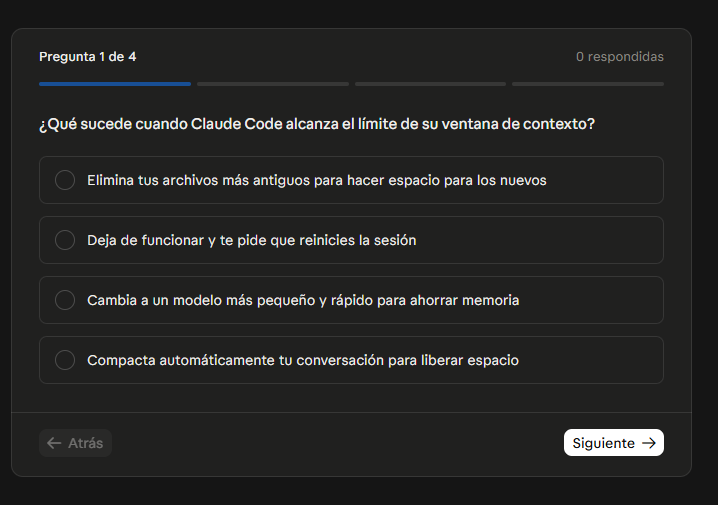 Pregunta 1 de 4
0 respondidas
¿Qué sucede cuando Claude Code alcanza el límite de su ventana de contexto?
Elimina tus archivos más antiguos para hacer espacio para los nuevos
Deja de funcionar y te pide que reinicies la sesión
Cambia a un modelo más pequeño y rápido para ahorrar memoria
Compacta automáticamente tu conversación para liberar espacio
← Atrás
Siguiente →